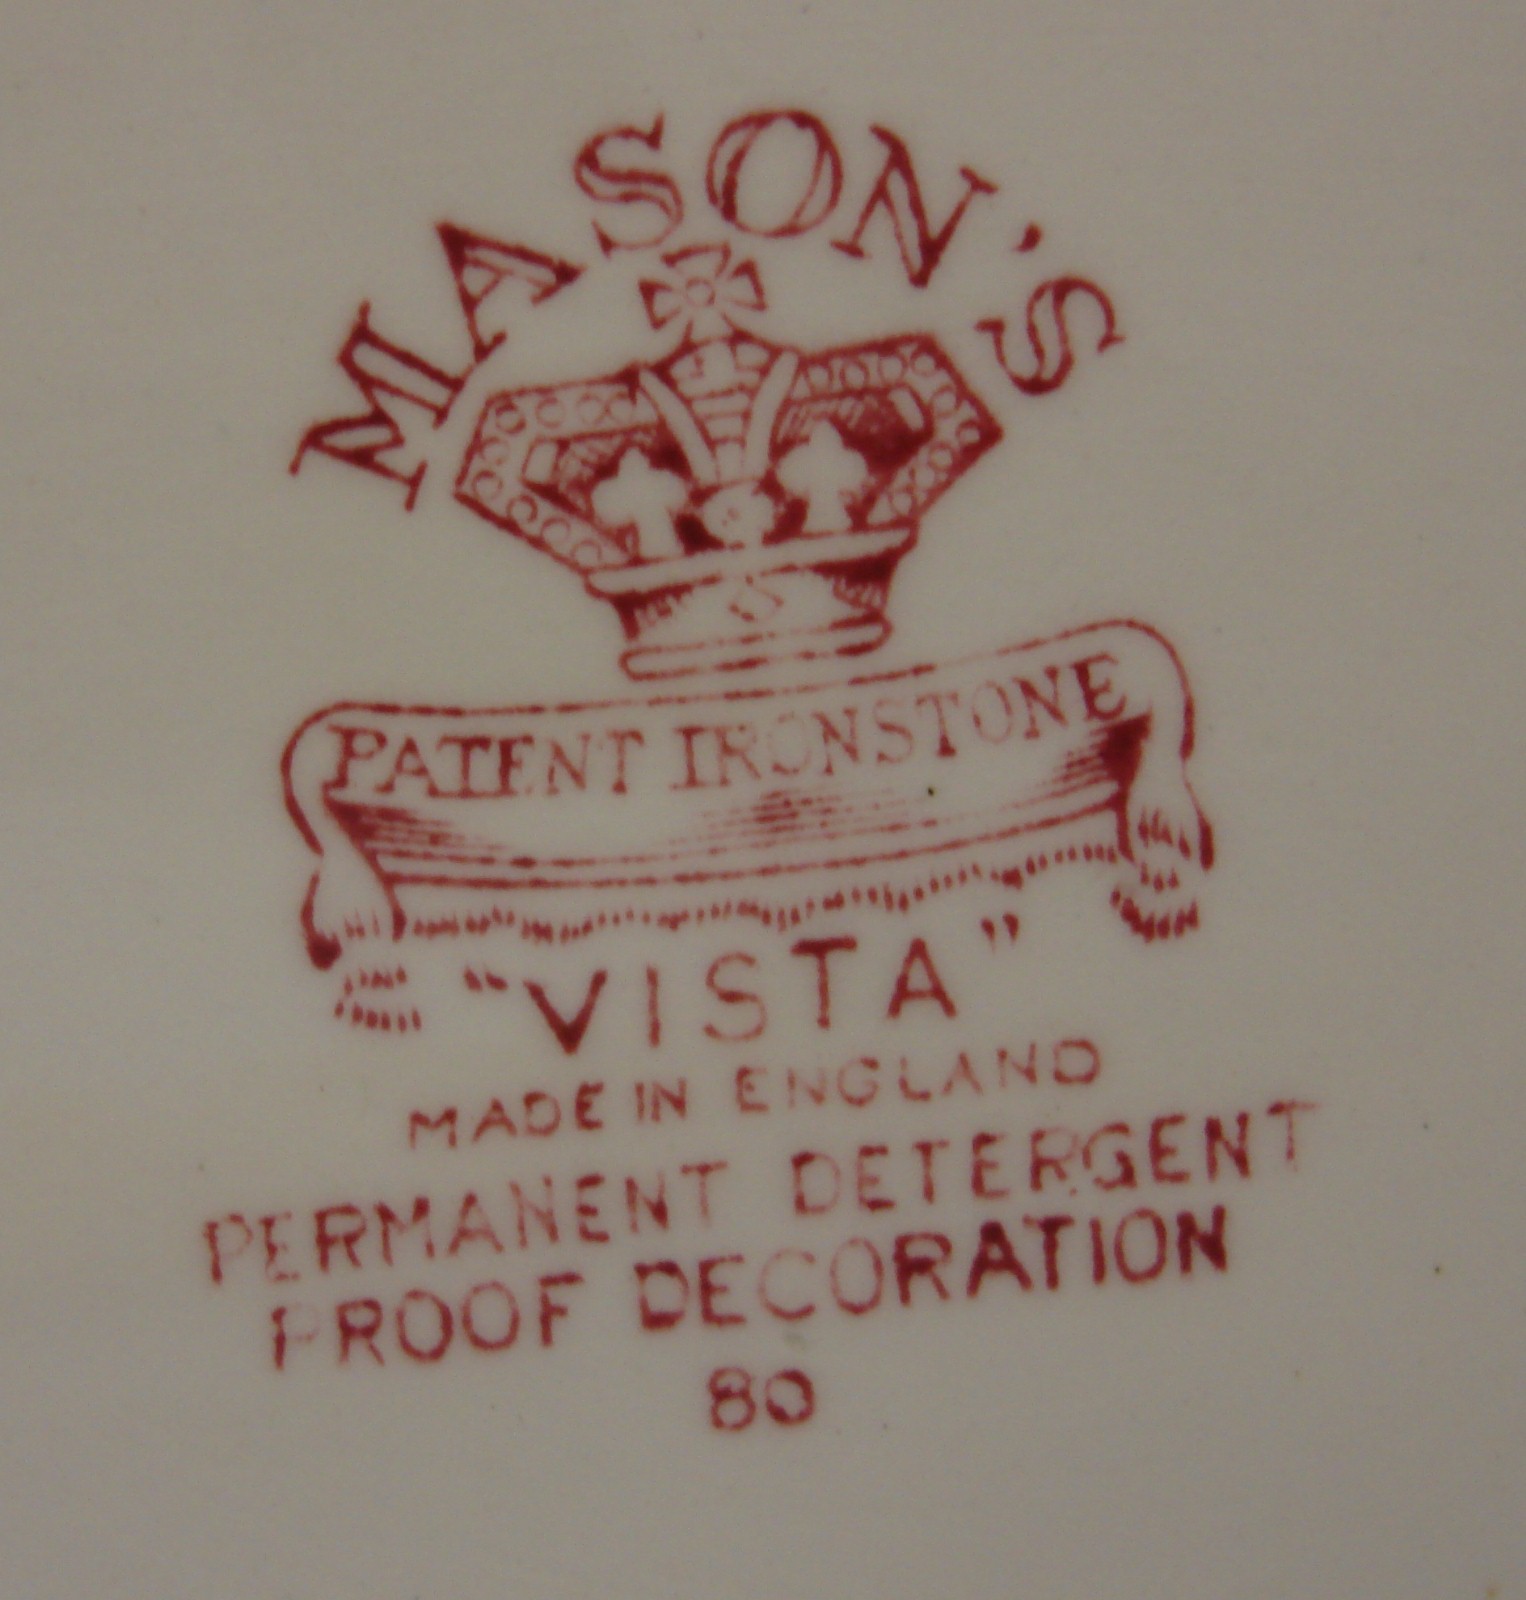 MASON'S
PATENT IRONSTONE
"VISTA"
MADE IN ENGLAND
PERMANENT DETERGENT
PROOF DECORATION
80